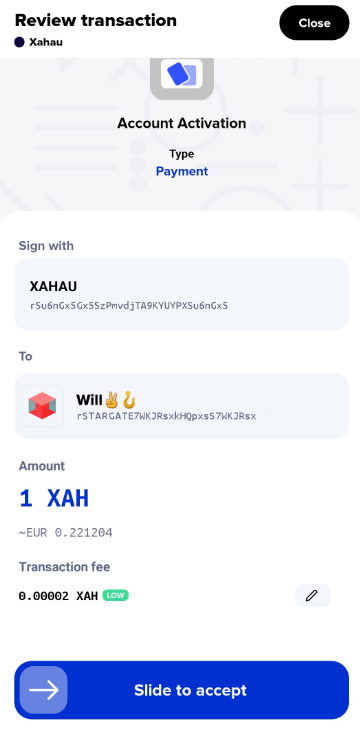 Review transaction
Close
Xahau
Account Activation
Type
Payment
Sign with
XAHAU
rSu6nGx5Gx5SzPmvdjTA9KYUYPXSu6nGx5
To
Will✌️🪝
rSTARGATE7WKJRsxkHQpxsS7WKJRsx
Amount
1 XAH
~EUR 0.221204
Transaction fee
0.00002 XAH LOW
Slide to accept